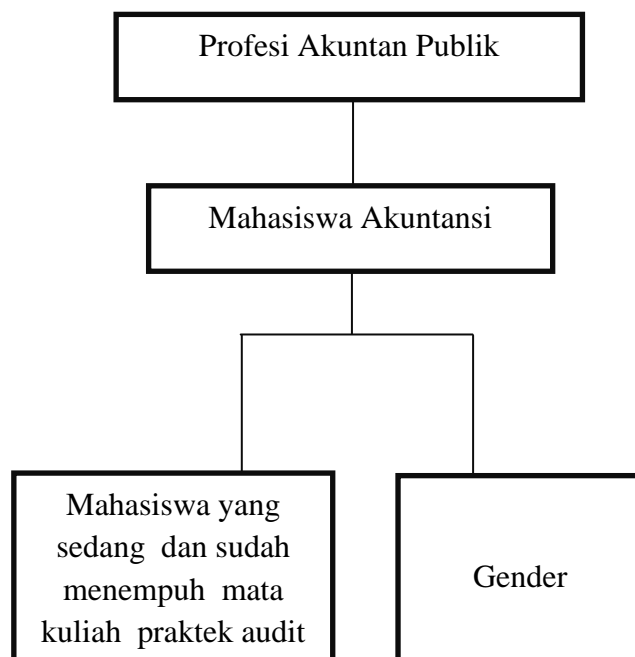 Profesi Akuntan Publik
Mahasiswa Akuntansi
Mahasiswa yang
sedang dan sudah
menempuh mata
kuliah praktek audit
Gender